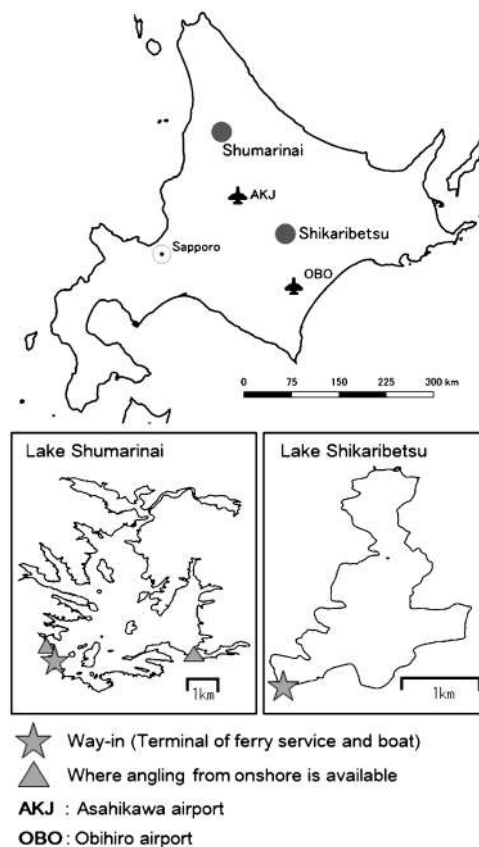 Shumarinai
AKJ
Shikaribetsu
Sapporo
OBO
0 75 150 225 300 km
Lake Shumarinai
Lake Shikaribetsu
1km
1km
Way-in (Terminal of ferry service and boat)
Where angling from onshore is available
AKJ : Asahikawa airport
OBO : Obihiro airport